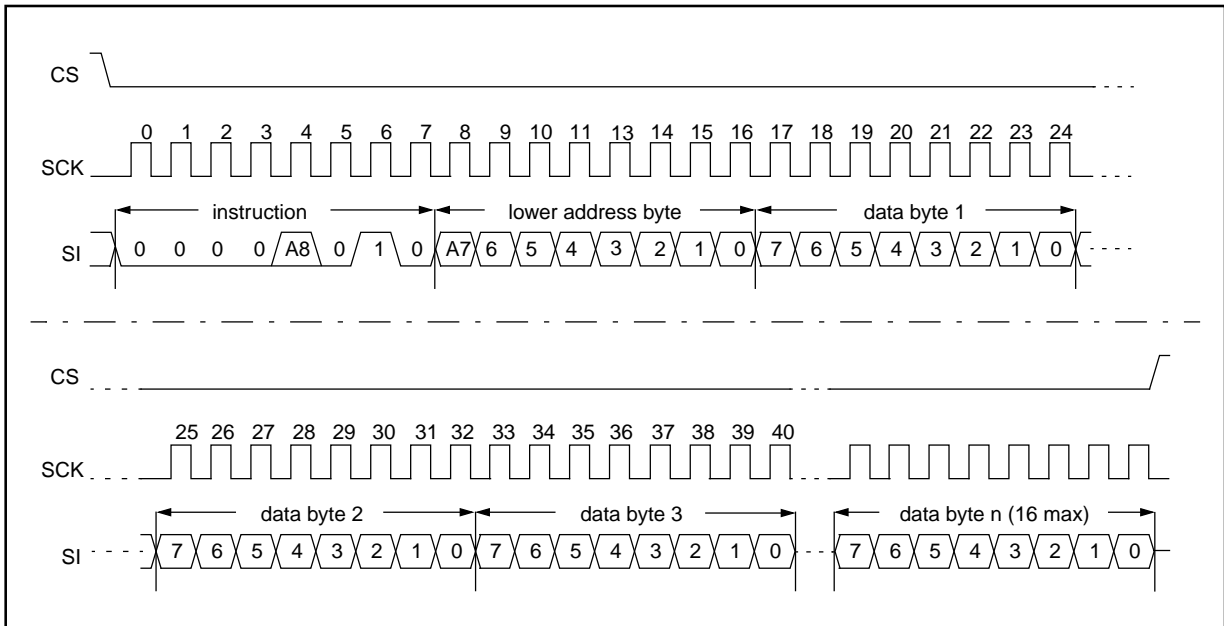 CS
0 1 2 3 4 5 6 7 8 9 10 11 13 14 15 16 17 18 19 20 21 22 23 24
SCK
instruction lower address byte data byte 1
SI 0 0 0 0 A8 0 1 0 A7 6 5 4 3 2 1 0 7 6 5 4 3 2 1 0
CS
25 26 27 28 29 30 31 32 33 34 35 36 37 38 39 40
SCK
data byte 2 data byte 3 data byte n (16 max)
SI 7 6 5 4 3 2 1 0 7 6 5 4 3 2 1 0 7 6 5 4 3 2 1 0